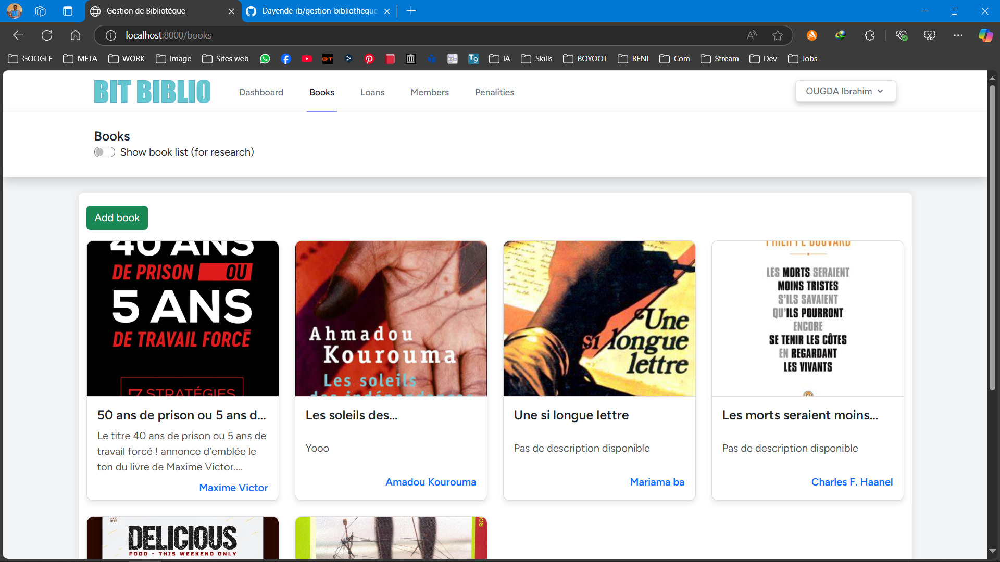 Gestion de Bibliotèque
Dayende-ib/gestion-bibliotheque
localhost:8000/books
GOOGLE
META
WORK
Image
Sites web
IA
Skills
BOYOOT
BENI
Com
Stream
Dev
Jobs
BIT BIBLIO
Dashboard
Books
Loans
Members
Penalities
OUGDA Ibrahim
Books
Show book list (for research)
Add book
40 ANS
DE PRISON OU
5 ANS
DE TRAVAIL FORCÉ
7 STRATÉGIES
50 ans de prison ou 5 ans d...
Le titre 40 ans de prison ou 5 ans de
travail forcé ! annonce d’emblée le
ton du livre de Maxime Victor....
Maxime Victor
Ahmadou
Kourouma
Les soleils
des indépendances
Les soleils des...
Yooo
Amadou Kourouma
Une
si longue
lettre
Une si longue lettre
Pas de description disponible
Mariama ba
PHILIPPE BOUVARD
LES MORTS SERAIENT
MOINS TRISTES
S'ILS SAVAIENT
QU'ILS POURRONT
ENCORE
SE TENIR LES CÔTES
EN REGARDANT
LES VIVANTS
Les morts seraient moins...
Pas de description disponible
Charles F. Haanel
LOGO
HERE
DELICIOUS
FOOD - THIS WEEKEND ONLY
RO